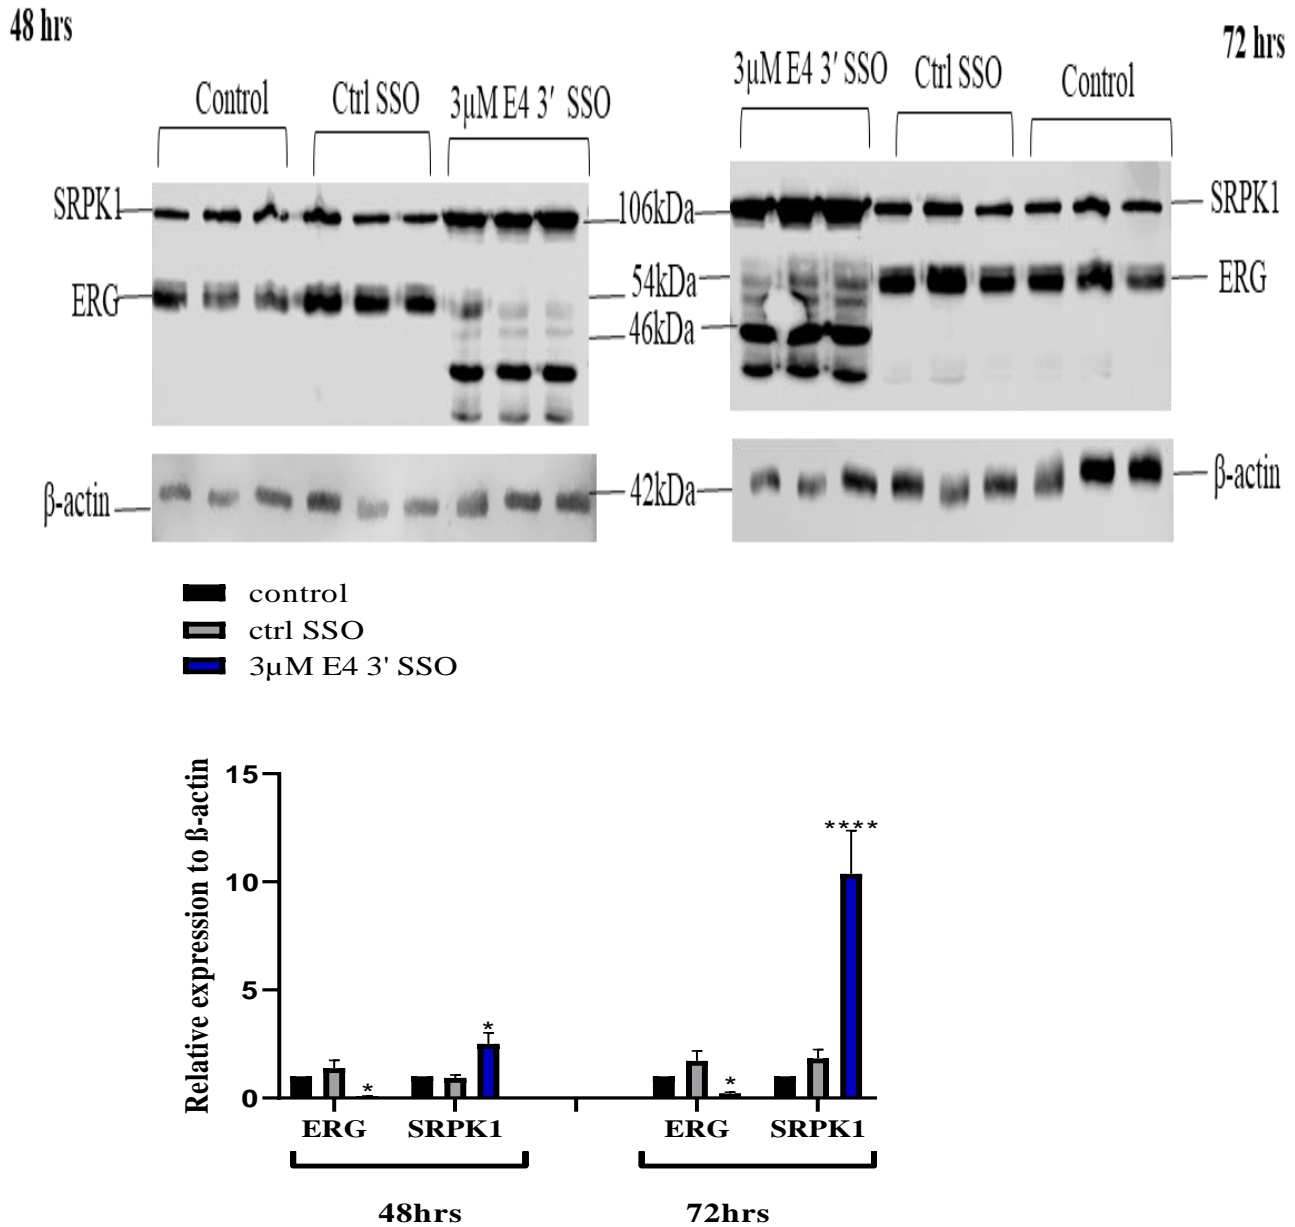 48 hrs
72 hrs
Control
Ctrl SSO
3µM E4 3′ SSO
3µM E4 3′ SSO
Ctrl SSO
Control
SRPK1
106kDa
SRPK1
ERG
54kDa
ERG
46kDa
β-actin
42kDa
β-actin
control
ctrl SSO
3µM E4 3' SSO
Relative expression to ß-actin
15
10
5
0
*
*
*
****
ERG
SRPK1
ERG
SRPK1
48hrs
72hrs